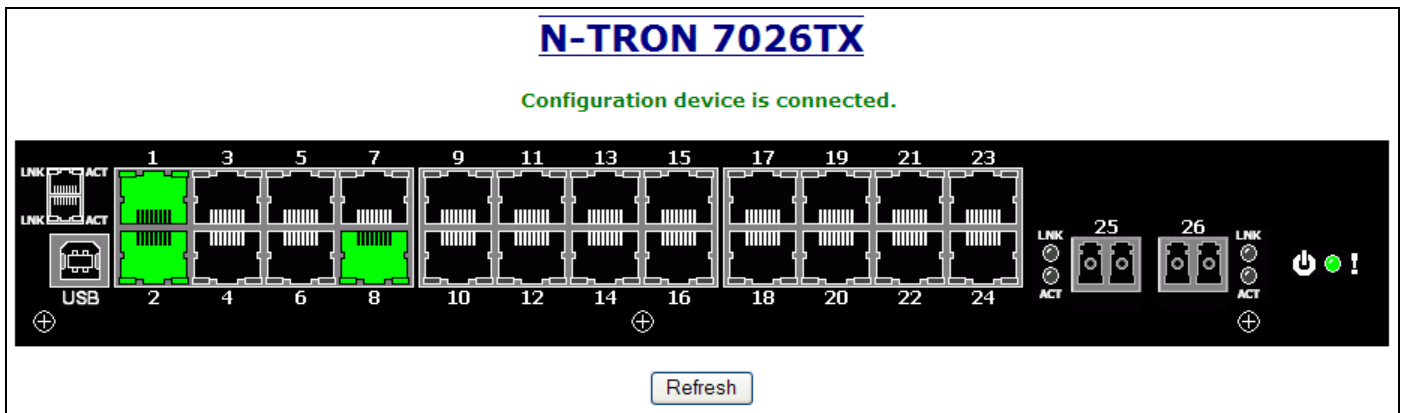 N-TRON 7026TX
Configuration device is connected.
1 3 5 7 9 11 13 15 17 19 21 23
LNK ACT
LNK ACT
25 26
LNK LNK
!
USB
2 4 6 8 10 12 14 16 18 20 22 24
ACT ACT
Refresh